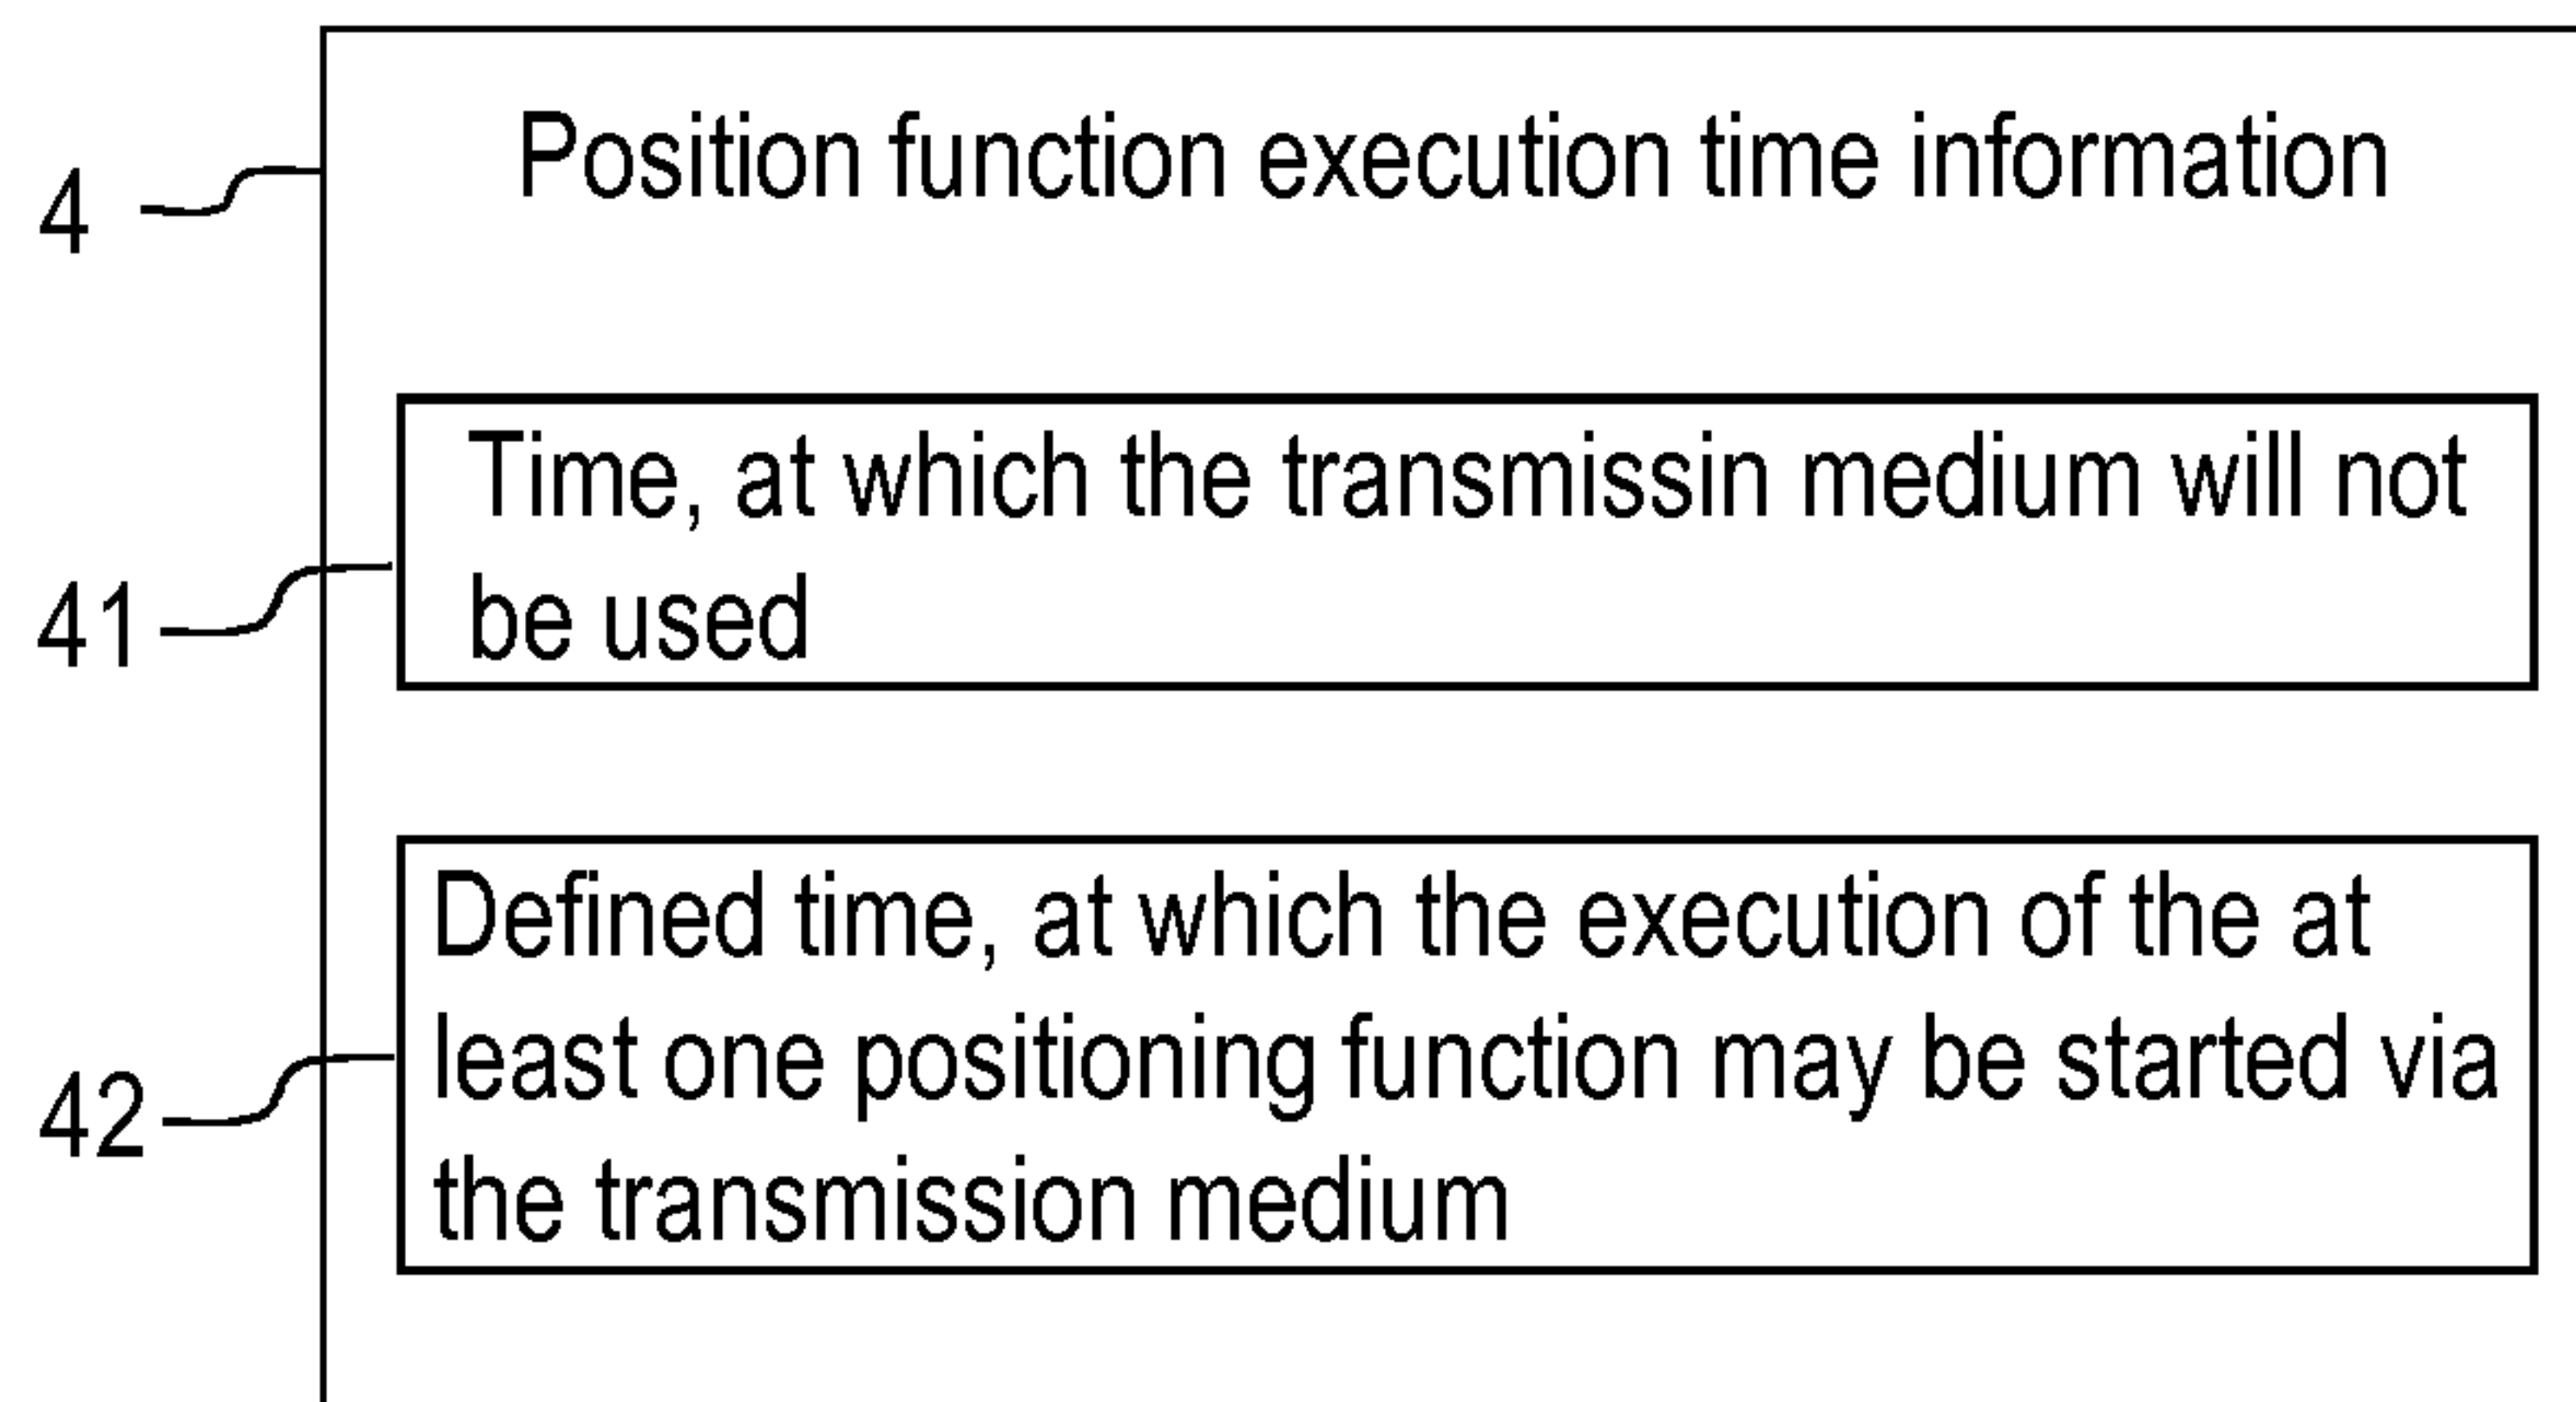 4
Position function execution time information
41
Time, at which the transmissin medium will not
be used
42
Defined time, at which the execution of the at
least one positioning function may be started via
the transmission medium